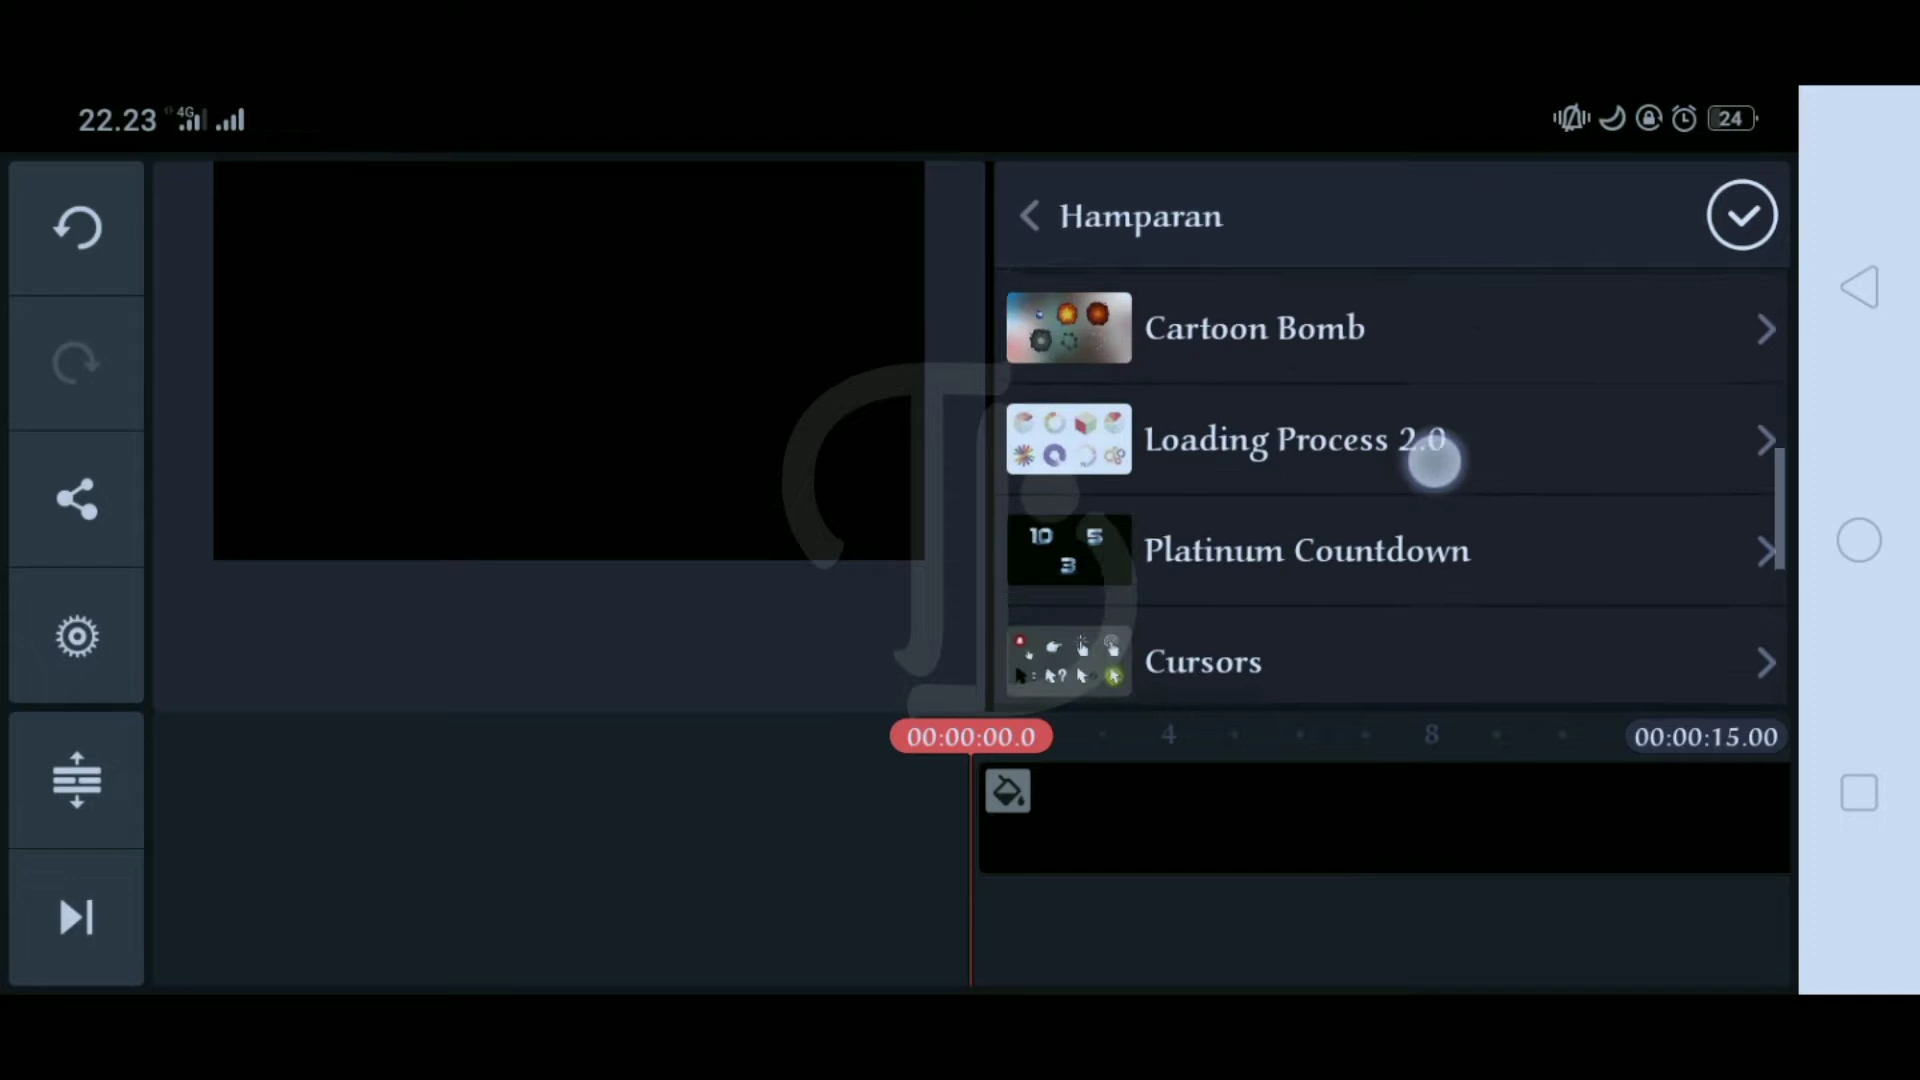 22.23 4G 24
Hamparan
Cartoon Bomb
Loading Process 2.0
10 5
3
Platinum Countdown
Cursors
00:00:00.0 4 8 00:00:15.00